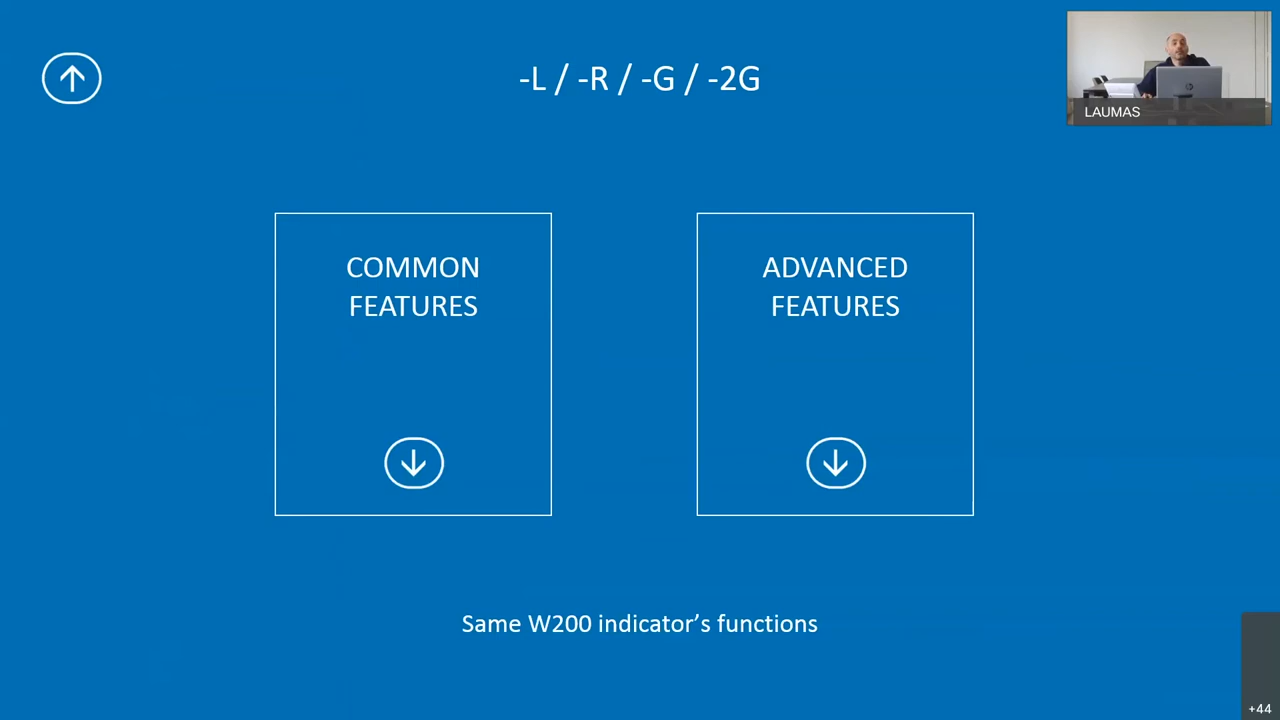 -L / -R / -G / -2G
LAUMAS
COMMON
FEATURES
ADVANCED
FEATURES
Same W200 indicator’s functions
+44